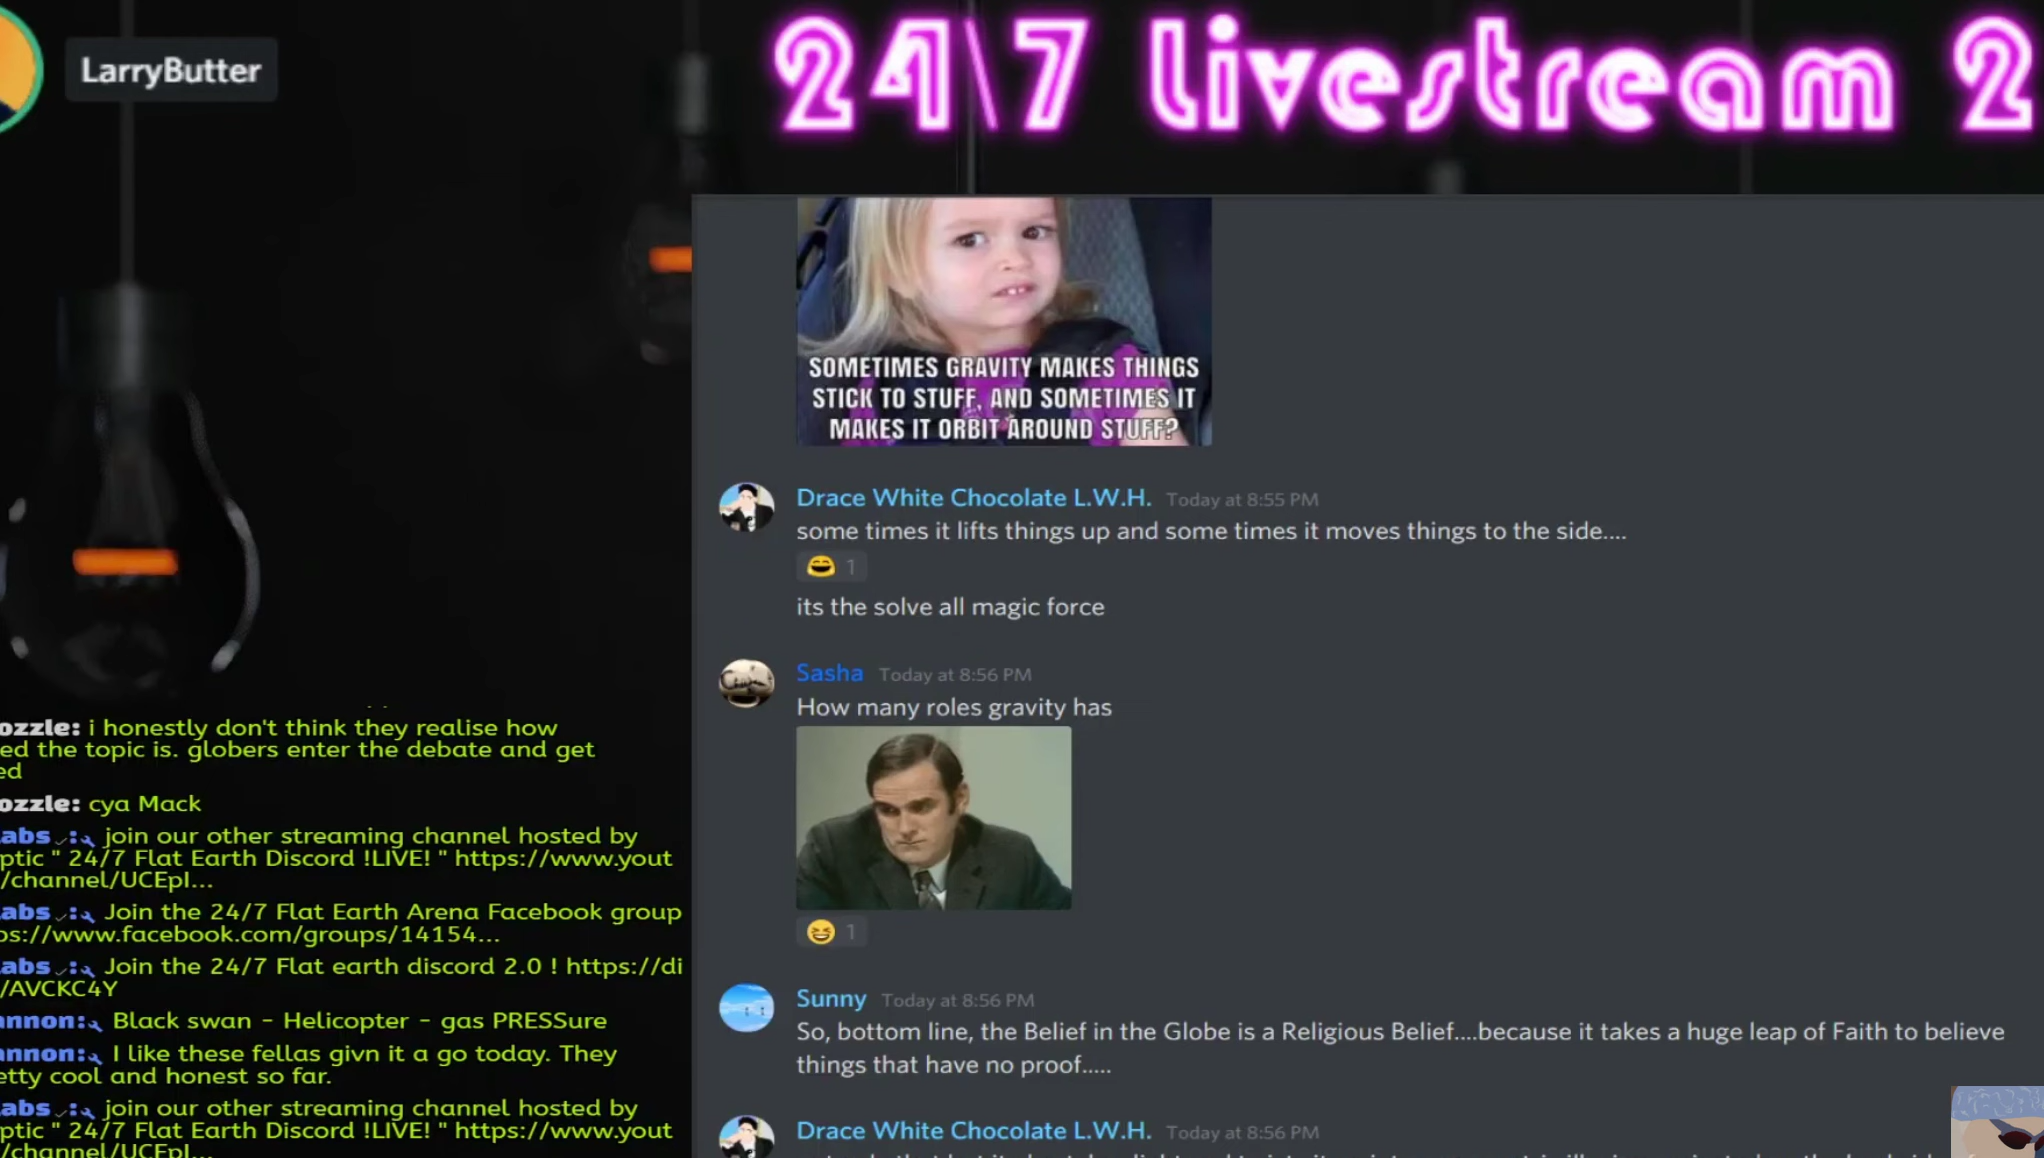 LarryButter
24\7 Livestream 2
SOMETIMES GRAVITY MAKES THINGS
STICK TO STUFF, AND SOMETIMES IT
MAKES IT ORBIT AROUND STUFF?
Drace White Chocolate L.W.H. Today at 8:55 PM
some times it lifts things up and some times it moves things to the side....
1
its the solve all magic force
Sasha Today at 8:56 PM
How many roles gravity has
1
Sunny Today at 8:56 PM
So, bottom line, the Belief in the Globe is a Religious Belief....because it takes a huge leap of Faith to believe
things that have no proof.....
Drace White Chocolate L.W.H. Today at 8:56 PM
ozzle: i honestly don't think they realise how
ed the topic is. globers enter the debate and get
ed
ozzle: cya Mack
abs : join our other streaming channel hosted by
ptic " 24/7 Flat Earth Discord !LIVE! " https://www.yout
/channel/UCEpI...
abs : Join the 24/7 Flat Earth Arena Facebook group
ps://www.facebook.com/groups/14154...
abs : Join the 24/7 Flat earth discord 2.0 ! https://di
/AVCKC4Y
annon: Black swan - Helicopter - gas PRESSure
annon: I like these fellas givn it a go today. They
etty cool and honest so far.
abs : join our other streaming channel hosted by
ptic " 24/7 Flat Earth Discord !LIVE! " https://www.yout
/channel/UCEpI...